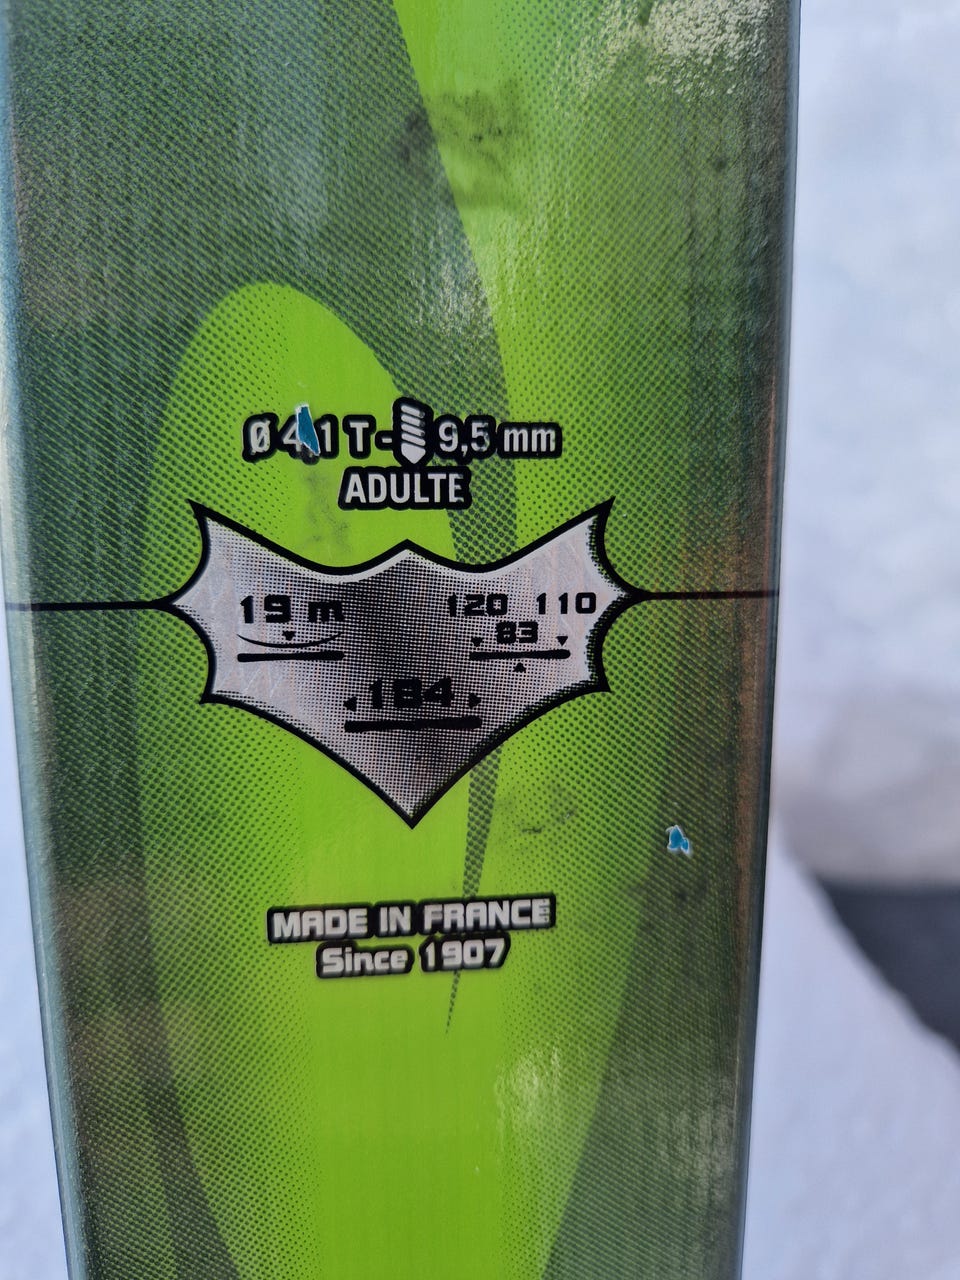 Ø 4,1 T - 9,5 mm
ADULTE
19 m
120 110
83
184
MADE IN FRANCE
Since 1907